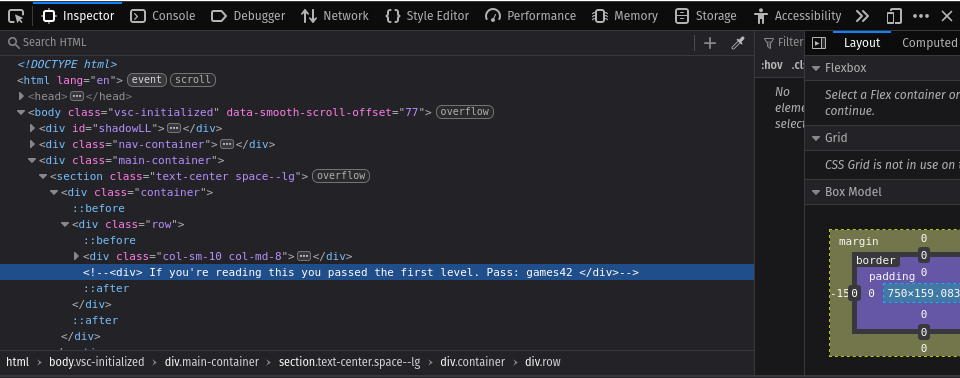 Inspector Console Debugger Network Style Editor Performance Memory Storage Accessibility
Search HTML
<!DOCTYPE html>
<html lang="en"> event scroll
<head> ··· </head>
<body class="vsc-initialized" data-smooth-scroll-offset="77"> overflow
<div id="shadowLL"> ··· </div>
<div class="nav-container"> ··· </div>
<div class="main-container">
<section class="text-center space--lg"> overflow
<div class="container">
::before
<div class="row">
::before
<div class="col-sm-10 col-md-8"> ··· </div>
<!--<div> If you're reading this you passed the first level. Pass: games42 </div>-->
::after
</div>
::after
</div>
html › body.vsc-initialized › div.main-container › section.text-center.space--lg › div.container › div.row
Filter
:hov .cl
No
eleme
select
Layout Computed
Flexbox
Select a Flex container or
continue.
Grid
CSS Grid is not in use on t
Box Model
margin 0
border 0
padding 0
-15 0 0 750×159.083
0
0
0